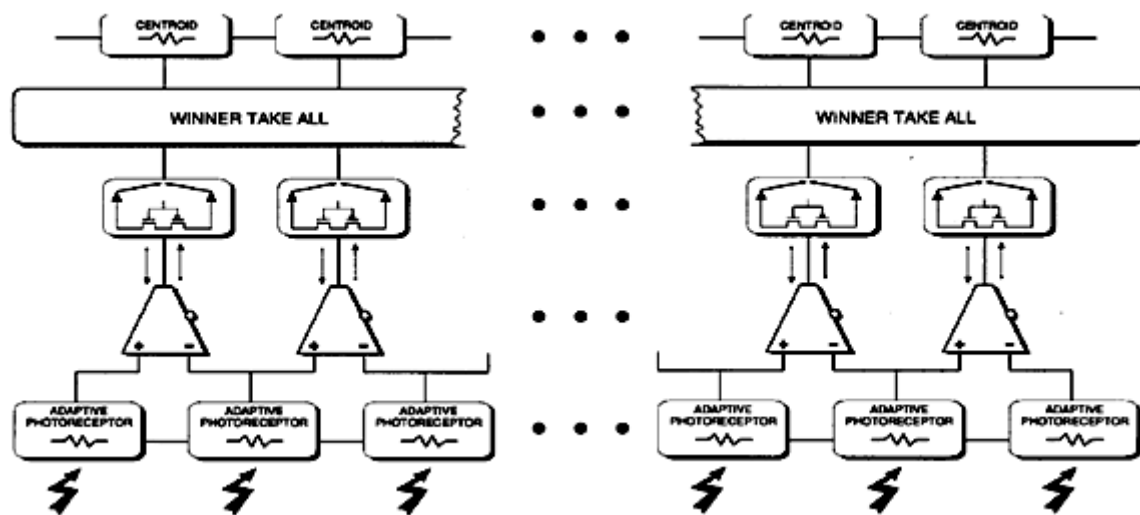 CENTROID
CENTROID
CENTROID
CENTROID
WINNER TAKE ALL
WINNER TAKE ALL
+ −
+ −
+ −
+ −
ADAPTIVE
PHOTORECEPTOR
ADAPTIVE
PHOTORECEPTOR
ADAPTIVE
PHOTORECEPTOR
ADAPTIVE
PHOTORECEPTOR
ADAPTIVE
PHOTORECEPTOR
ADAPTIVE
PHOTORECEPTOR